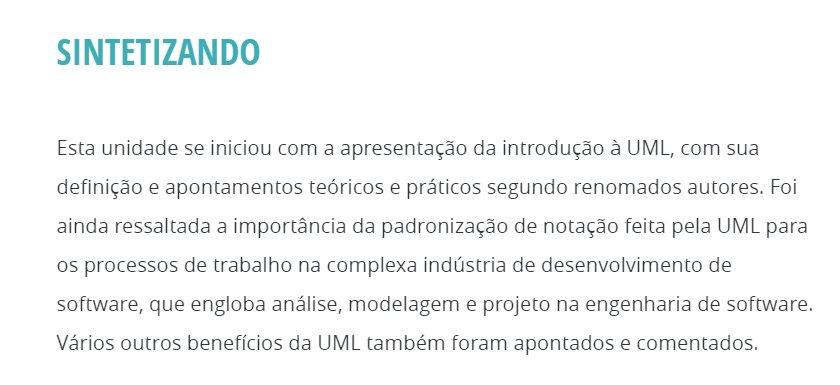 SINTETIZANDO
Esta unidade se iniciou com a apresentação da introdução à UML, com sua
definição e apontamentos teóricos e práticos segundo renomados autores. Foi
ainda ressaltada a importância da padronização de notação feita pela UML para
os processos de trabalho na complexa indústria de desenvolvimento de
software, que engloba análise, modelagem e projeto na engenharia de software.
Vários outros benefícios da UML também foram apontados e comentados.